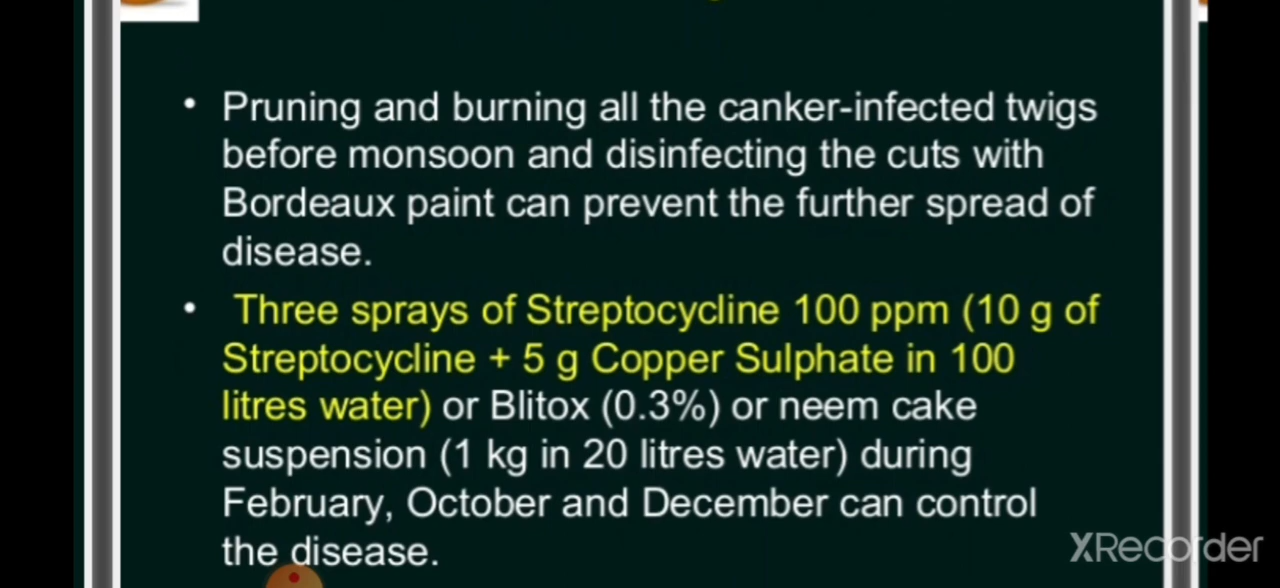 • Pruning and burning all the canker-infected twigs
before monsoon and disinfecting the cuts with
Bordeaux paint can prevent the further spread of
disease.
• Three sprays of Streptocycline 100 ppm (10 g of
Streptocycline + 5 g Copper Sulphate in 100
litres water) or Blitox (0.3%) or neem cake
suspension (1 kg in 20 litres water) during
February, October and December can control
the disease.
XRecorder